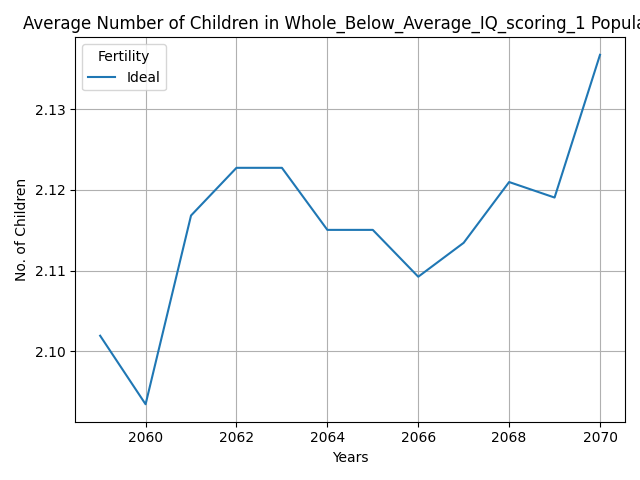 Average Number of Children in Whole_Below_Average_IQ_scoring_1 Popula
Fertility
Ideal
No. of Children
2.13
2.12
2.11
2.10
2060 2062 2064 2066 2068 2070
Years